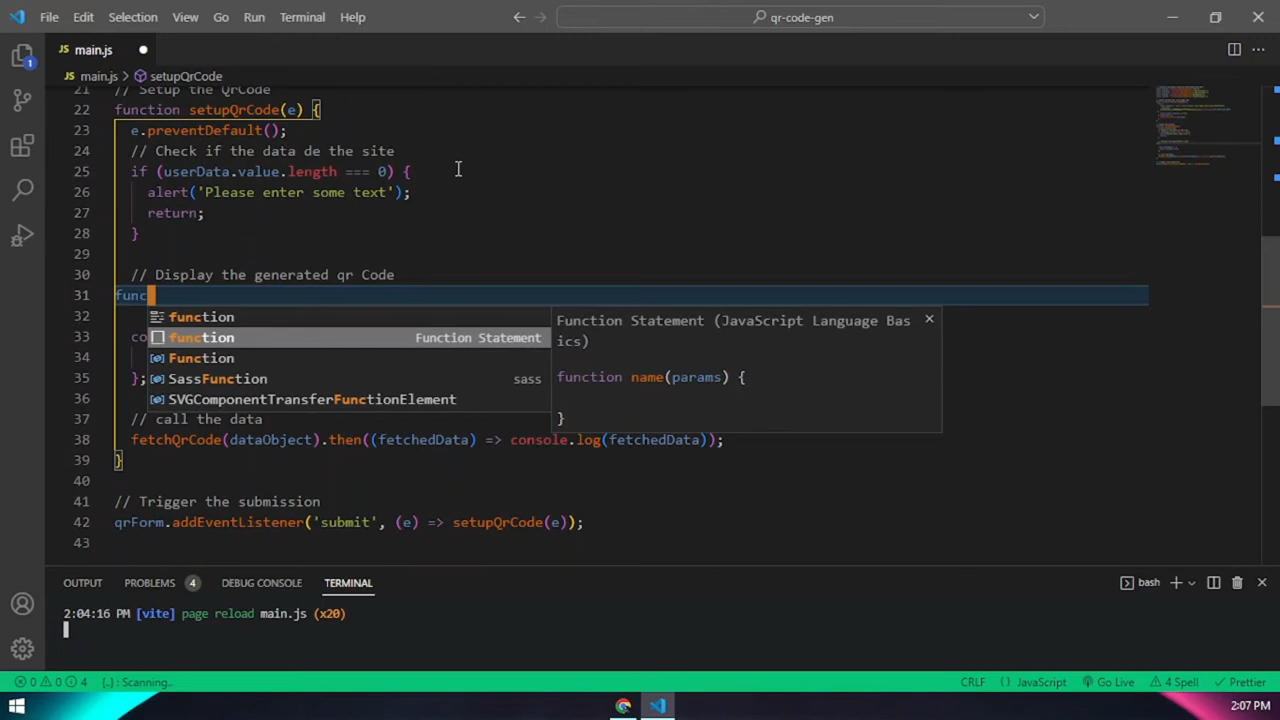 File Edit Selection View Go Run Terminal Help
qr-code-gen
JS main.js
JS main.js > setupQrCode
21 // Setup the QrCode
22 function setupQrCode(e) {
23 e.preventDefault();
24 // Check if the data de the site
25 if (userData.value.length === 0) {
26 alert('Please enter some text');
27 return;
28 }
29
30 // Display the generated qr Code
31 func
function
function Function Statement
Function
SassFunction sass
SVGComponentTransferFunctionElement
Function Statement (JavaScript Language Bas
ics)
function name(params) {
}
32
33 co
34
35 };
36
37 // call the data
38 fetchQrCode(dataObject).then((fetchedData) => console.log(fetchedData));
39 }
40
41 // Trigger the submission
42 qrForm.addEventListener('submit', (e) => setupQrCode(e));
43
OUTPUT PROBLEMS 4 DEBUG CONSOLE TERMINAL
bash
2:04:16 PM [vite] page reload main.js (x20)
0 0 4 {..}: Scanning.. CRLF {} JavaScript Go Live 4 Spell Prettier
2:07 PM